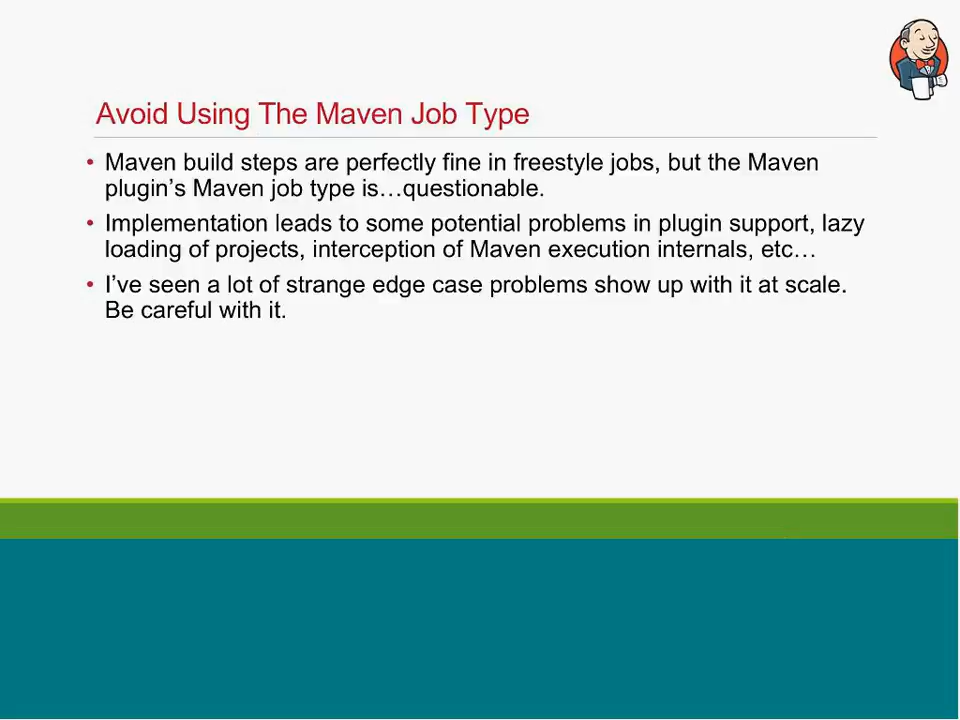 Avoid Using The Maven Job Type
• Maven build steps are perfectly fine in freestyle jobs, but the Maven
plugin’s Maven job type is…questionable.
• Implementation leads to some potential problems in plugin support, lazy
loading of projects, interception of Maven execution internals, etc…
• I’ve seen a lot of strange edge case problems show up with it at scale.
Be careful with it.